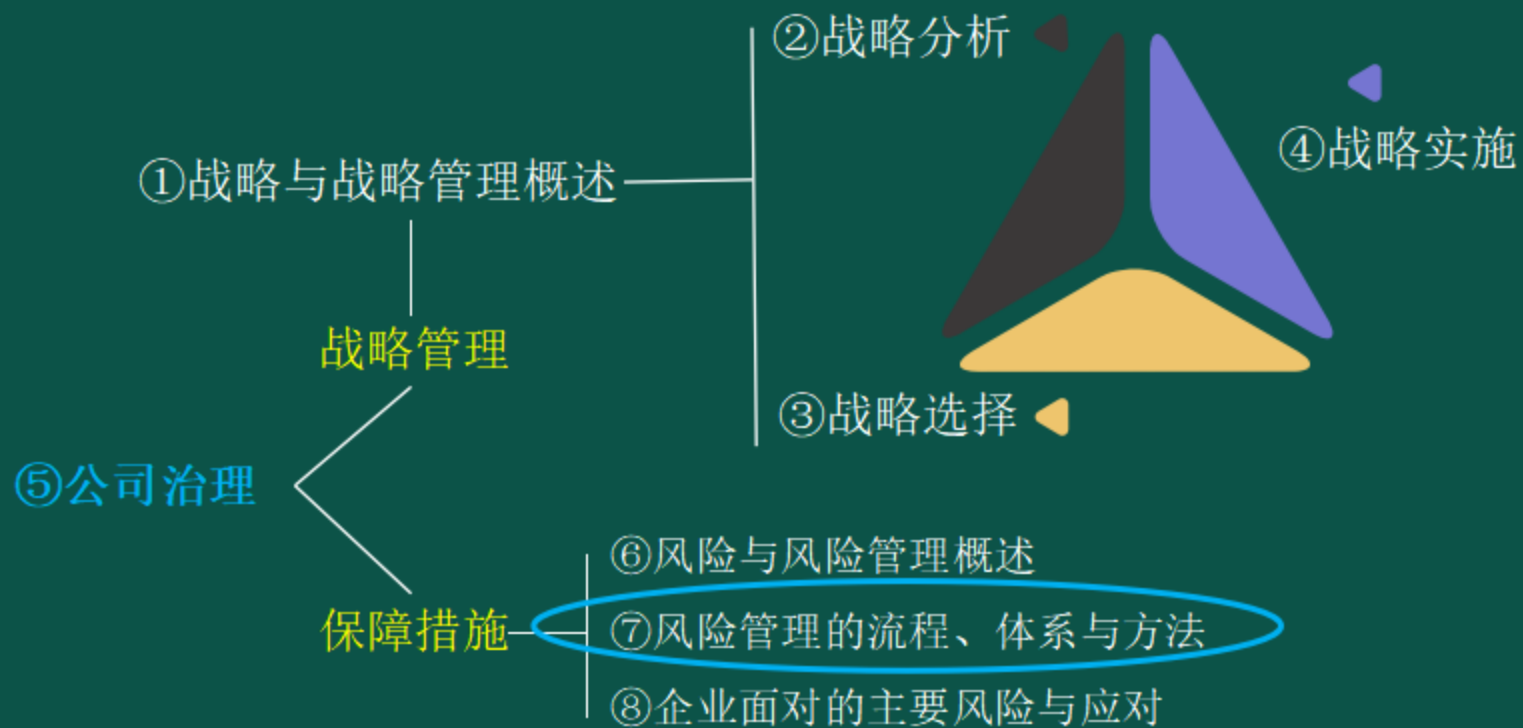 ②战略分析
④战略实施
①战略与战略管理概述
战略管理
③战略选择
⑤公司治理
⑥风险与风险管理概述
保障措施
⑦风险管理的流程、体系与方法
⑧企业面对的主要风险与应对